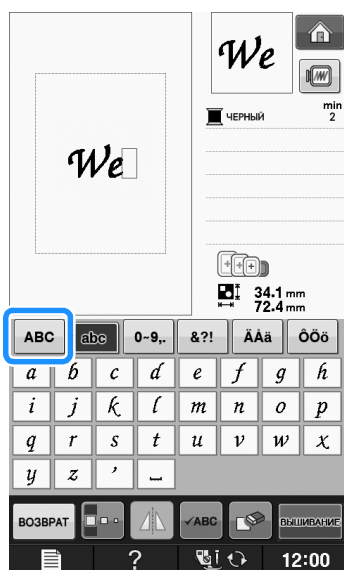 We
min
ЧЕРНЫЙ 2
We
34.1 mm
72.4 mm
ABC abc 0~9,. &?! ÄÅä ÔÖö
a b c d e f g h
i j k l m n o p
q r s t u v w x
y z ’ ⎵
ВОЗВРАТ ✓ABC ВЫШИВАНИЕ
? 12:00